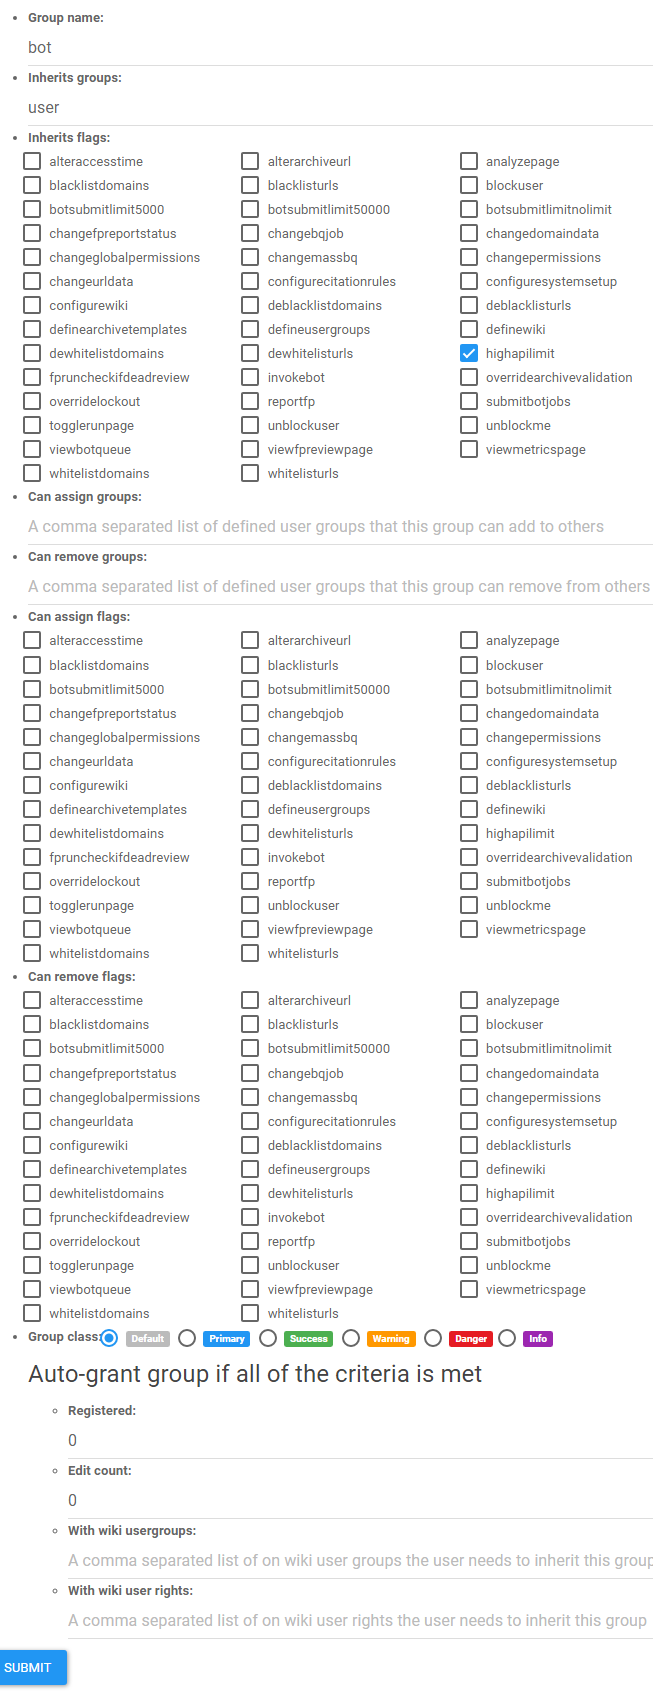 Group name:
bot
Inherits groups:
user
Inherits flags:
alteraccesstime alterarchiveurl analyzepage
blacklistdomains blacklisturls blockuser
botsubmitlimit5000 botsubmitlimit50000 botsubmitlimitnolimit
changefpreportstatus changebqjob changedomaindata
changeglobalpermissions changemassbq changepermissions
changeurldata configurecitationrules configuresystemsetup
configurewiki deblacklistdomains deblacklisturls
definearchivetemplates defineusergroups definewiki
dewhitelistdomains dewhitelisturls highapilimit
fpruncheckifdeadreview invokebot overridearchivevalidation
overridelockout reportfp submitbotjobs
togglerunpage unblockuser unblockme
viewbotqueue viewfpreviewpage viewmetricspage
whitelistdomains whitelisturls
Can assign groups:
A comma separated list of defined user groups that this group can add to others
Can remove groups:
A comma separated list of defined user groups that this group can remove from others
Can assign flags:
alteraccesstime alterarchiveurl analyzepage
blacklistdomains blacklisturls blockuser
botsubmitlimit5000 botsubmitlimit50000 botsubmitlimitnolimit
changefpreportstatus changebqjob changedomaindata
changeglobalpermissions changemassbq changepermissions
changeurldata configurecitationrules configuresystemsetup
configurewiki deblacklistdomains deblacklisturls
definearchivetemplates defineusergroups definewiki
dewhitelistdomains dewhitelisturls highapilimit
fpruncheckifdeadreview invokebot overridearchivevalidation
overridelockout reportfp submitbotjobs
togglerunpage unblockuser unblockme
viewbotqueue viewfpreviewpage viewmetricspage
whitelistdomains whitelisturls
Can remove flags:
alteraccesstime alterarchiveurl analyzepage
blacklistdomains blacklisturls blockuser
botsubmitlimit5000 botsubmitlimit50000 botsubmitlimitnolimit
changefpreportstatus changebqjob changedomaindata
changeglobalpermissions changemassbq changepermissions
changeurldata configurecitationrules configuresystemsetup
configurewiki deblacklistdomains deblacklisturls
definearchivetemplates defineusergroups definewiki
dewhitelistdomains dewhitelisturls highapilimit
fpruncheckifdeadreview invokebot overridearchivevalidation
overridelockout reportfp submitbotjobs
togglerunpage unblockuser unblockme
viewbotqueue viewfpreviewpage viewmetricspage
whitelistdomains whitelisturls
Group class: Default Primary Success Warning Danger Info
Auto-grant group if all of the criteria is met
Registered:
0
Edit count:
0
With wiki usergroups:
A comma separated list of on wiki user groups the user needs to inherit this group
With wiki user rights:
A comma separated list of on wiki user rights the user needs to inherit this group
SUBMIT